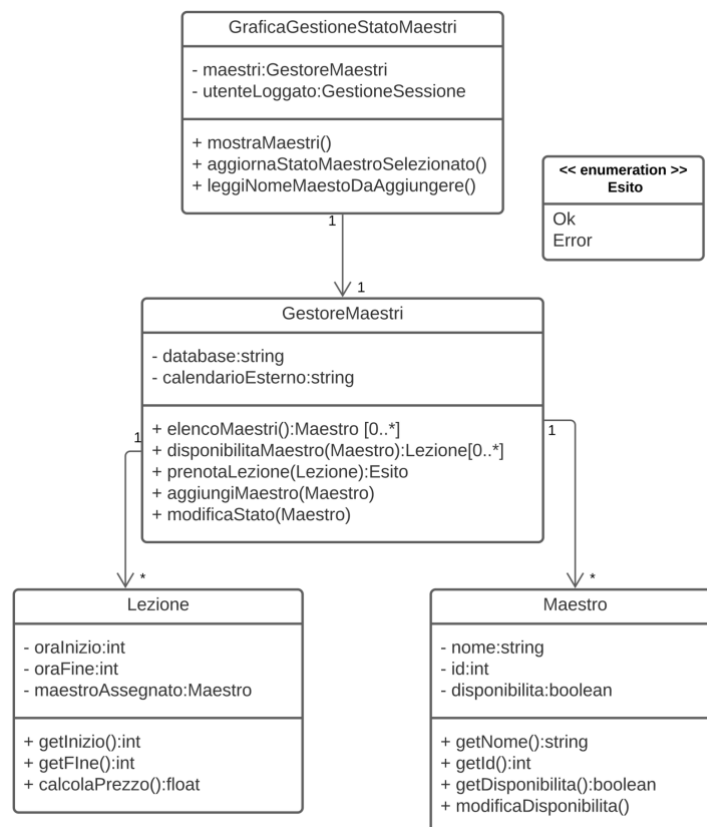 GraficaGestioneStatoMaestri
- maestri:GestoreMaestri
- utenteLoggato:GestioneSessione
+ mostraMaestri()
+ aggiornaStatoMaestroSelezionato()
+ leggiNomeMaestoDaAggiungere()
<< enumeration >>
Esito
Ok
Error
1
1
GestoreMaestri
- database:string
- calendarioEsterno:string
+ elencoMaestri():Maestro [0..*]
+ disponibilitaMaestro(Maestro):Lezione[0..*]
+ prenotaLezione(Lezione):Esito
+ aggiungiMaestro(Maestro)
+ modificaStato(Maestro)
1
1
*
*
Lezione
- oraInizio:int
- oraFine:int
- maestroAssegnato:Maestro
+ getInizio():int
+ getFIne():int
+ calcolaPrezzo():float
Maestro
- nome:string
- id:int
- disponibilita:boolean
+ getNome():string
+ getId():int
+ getDisponibilita():boolean
+ modificaDisponibilita()